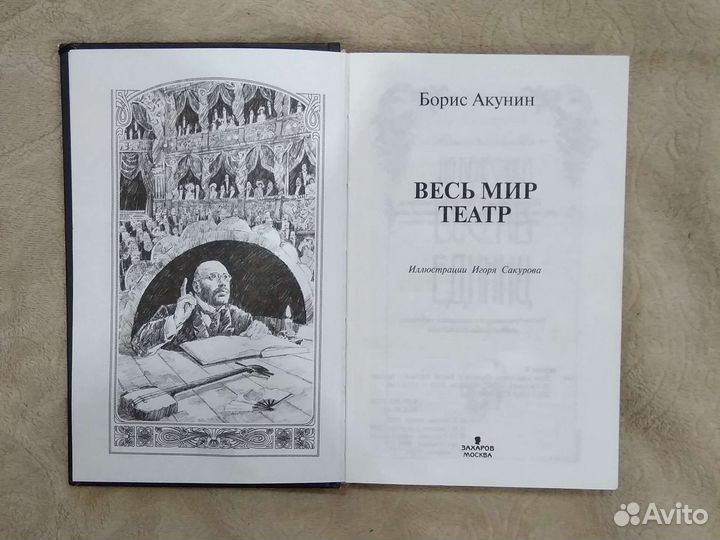 Борис Акунин
ВЕСЬ МИР
ТЕАТР
Иллюстрации Игоря Сакурова
ЗАХАРОВ
МОСКВА
Avito